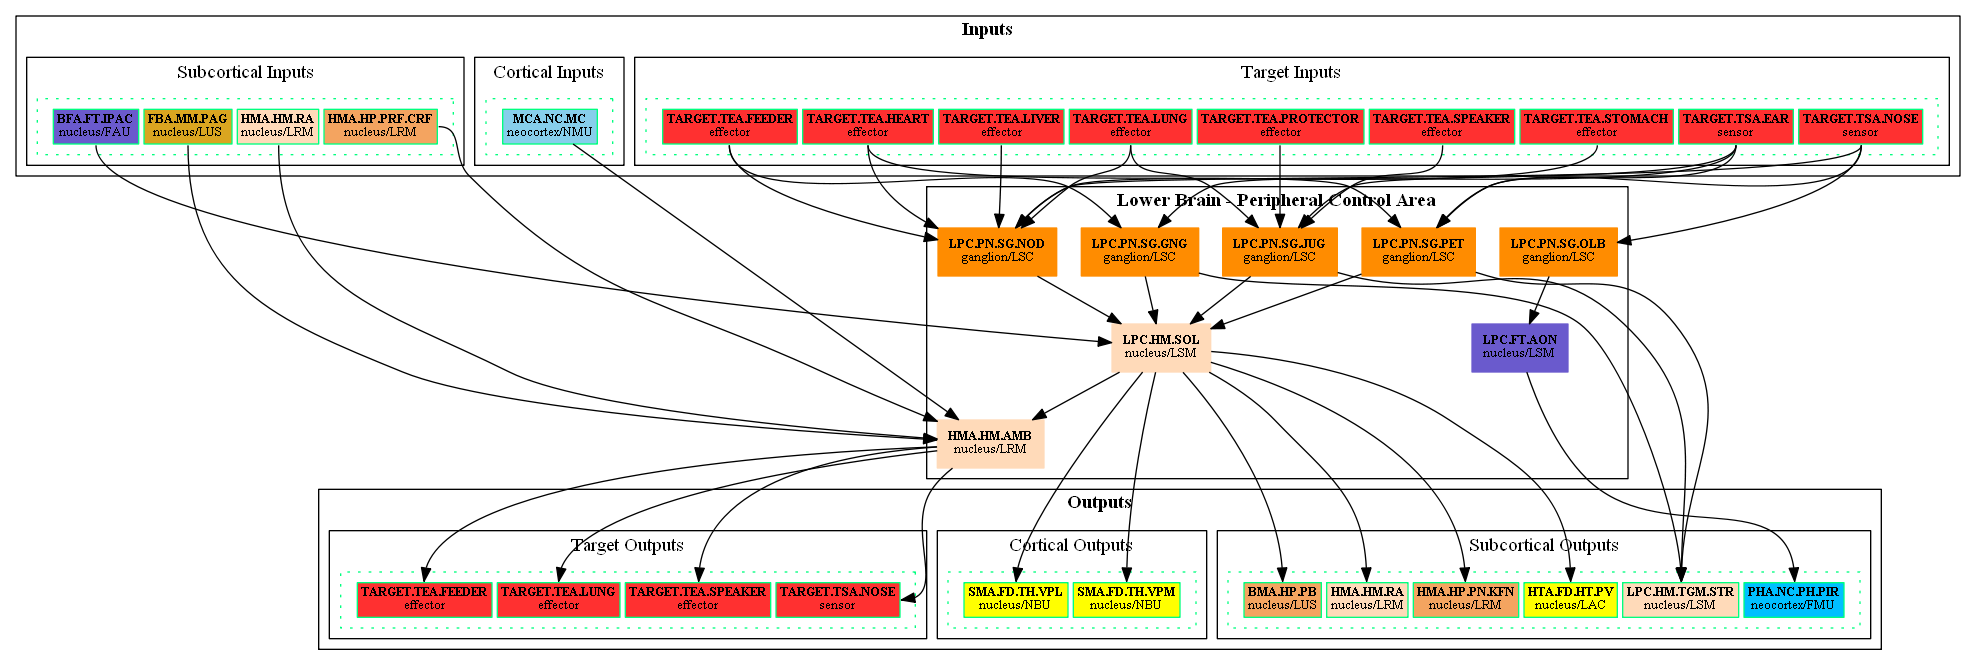 Inputs
Subcortical Inputs
Cortical Inputs
Target Inputs
BFA.FT.IPAC
nucleus/FAU
FBA.MM.PAG
nucleus/LUS
HMA.HM.RA
nucleus/LRM
HMA.HP.PRF.CRF
nucleus/LRM
MCA.NC.MC
neocortex/NMU
TARGET.TEA.FEEDER
effector
TARGET.TEA.HEART
effector
TARGET.TEA.LIVER
effector
TARGET.TEA.LUNG
effector
TARGET.TEA.PROTECTOR
effector
TARGET.TEA.SPEAKER
effector
TARGET.TEA.STOMACH
effector
TARGET.TSA.EAR
sensor
TARGET.TSA.NOSE
sensor
Lower Brain - Peripheral Control Area
LPC.PN.SG.NOD
ganglion/LSC
LPC.PN.SG.GNG
ganglion/LSC
LPC.PN.SG.JUG
ganglion/LSC
LPC.PN.SG.PET
ganglion/LSC
LPC.PN.SG.OLB
ganglion/LSC
LPC.HM.SOL
nucleus/LSM
LPC.FT.AON
nucleus/LSM
HMA.HM.AMB
nucleus/LRM
Outputs
Target Outputs
Cortical Outputs
Subcortical Outputs
TARGET.TEA.FEEDER
effector
TARGET.TEA.LUNG
effector
TARGET.TEA.SPEAKER
effector
TARGET.TSA.NOSE
sensor
SMA.FD.TH.VPL
nucleus/NBU
SMA.FD.TH.VPM
nucleus/NBU
BMA.HP.PB
nucleus/LUS
HMA.HM.RA
nucleus/LRM
HMA.HP.PN.KFN
nucleus/LRM
HTA.FD.HT.PV
nucleus/LAC
LPC.HM.TGM.STR
nucleus/LSM
PHA.NC.PH.PIR
neocortex/FMU